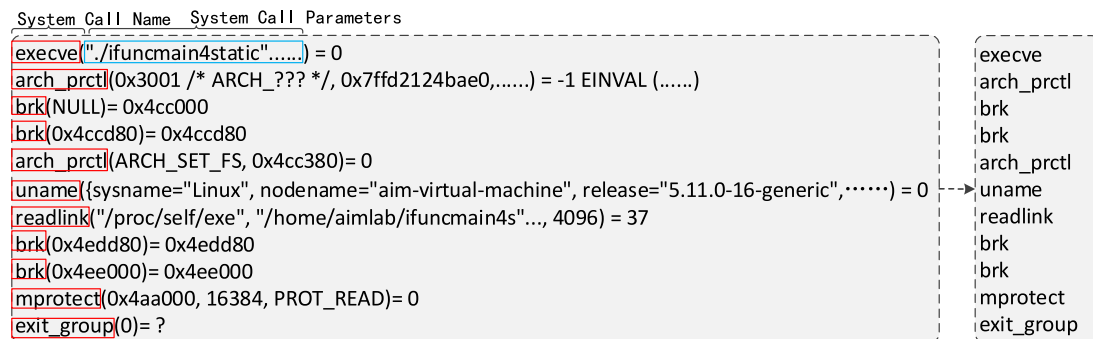 System Call Name System Call Parameters
execve("./ifuncmain4static"......) = 0
arch_prctl(0x3001 /* ARCH_??? */, 0x7ffd2124bae0,......) = -1 EINVAL (......)
brk(NULL)= 0x4cc000
brk(0x4ccd80)= 0x4ccd80
arch_prctl(ARCH_SET_FS, 0x4cc380)= 0
uname({sysname="Linux", nodename="aim-virtual-machine", release="5.11.0-16-generic",······) = 0
readlink("/proc/self/exe", "/home/aimlab/ifuncmain4s"..., 4096) = 37
brk(0x4edd80)= 0x4edd80
brk(0x4ee000)= 0x4ee000
mprotect(0x4aa000, 16384, PROT_READ)= 0
exit_group(0)= ?
execve
arch_prctl
brk
brk
arch_prctl
uname
readlink
brk
brk
mprotect
exit_group